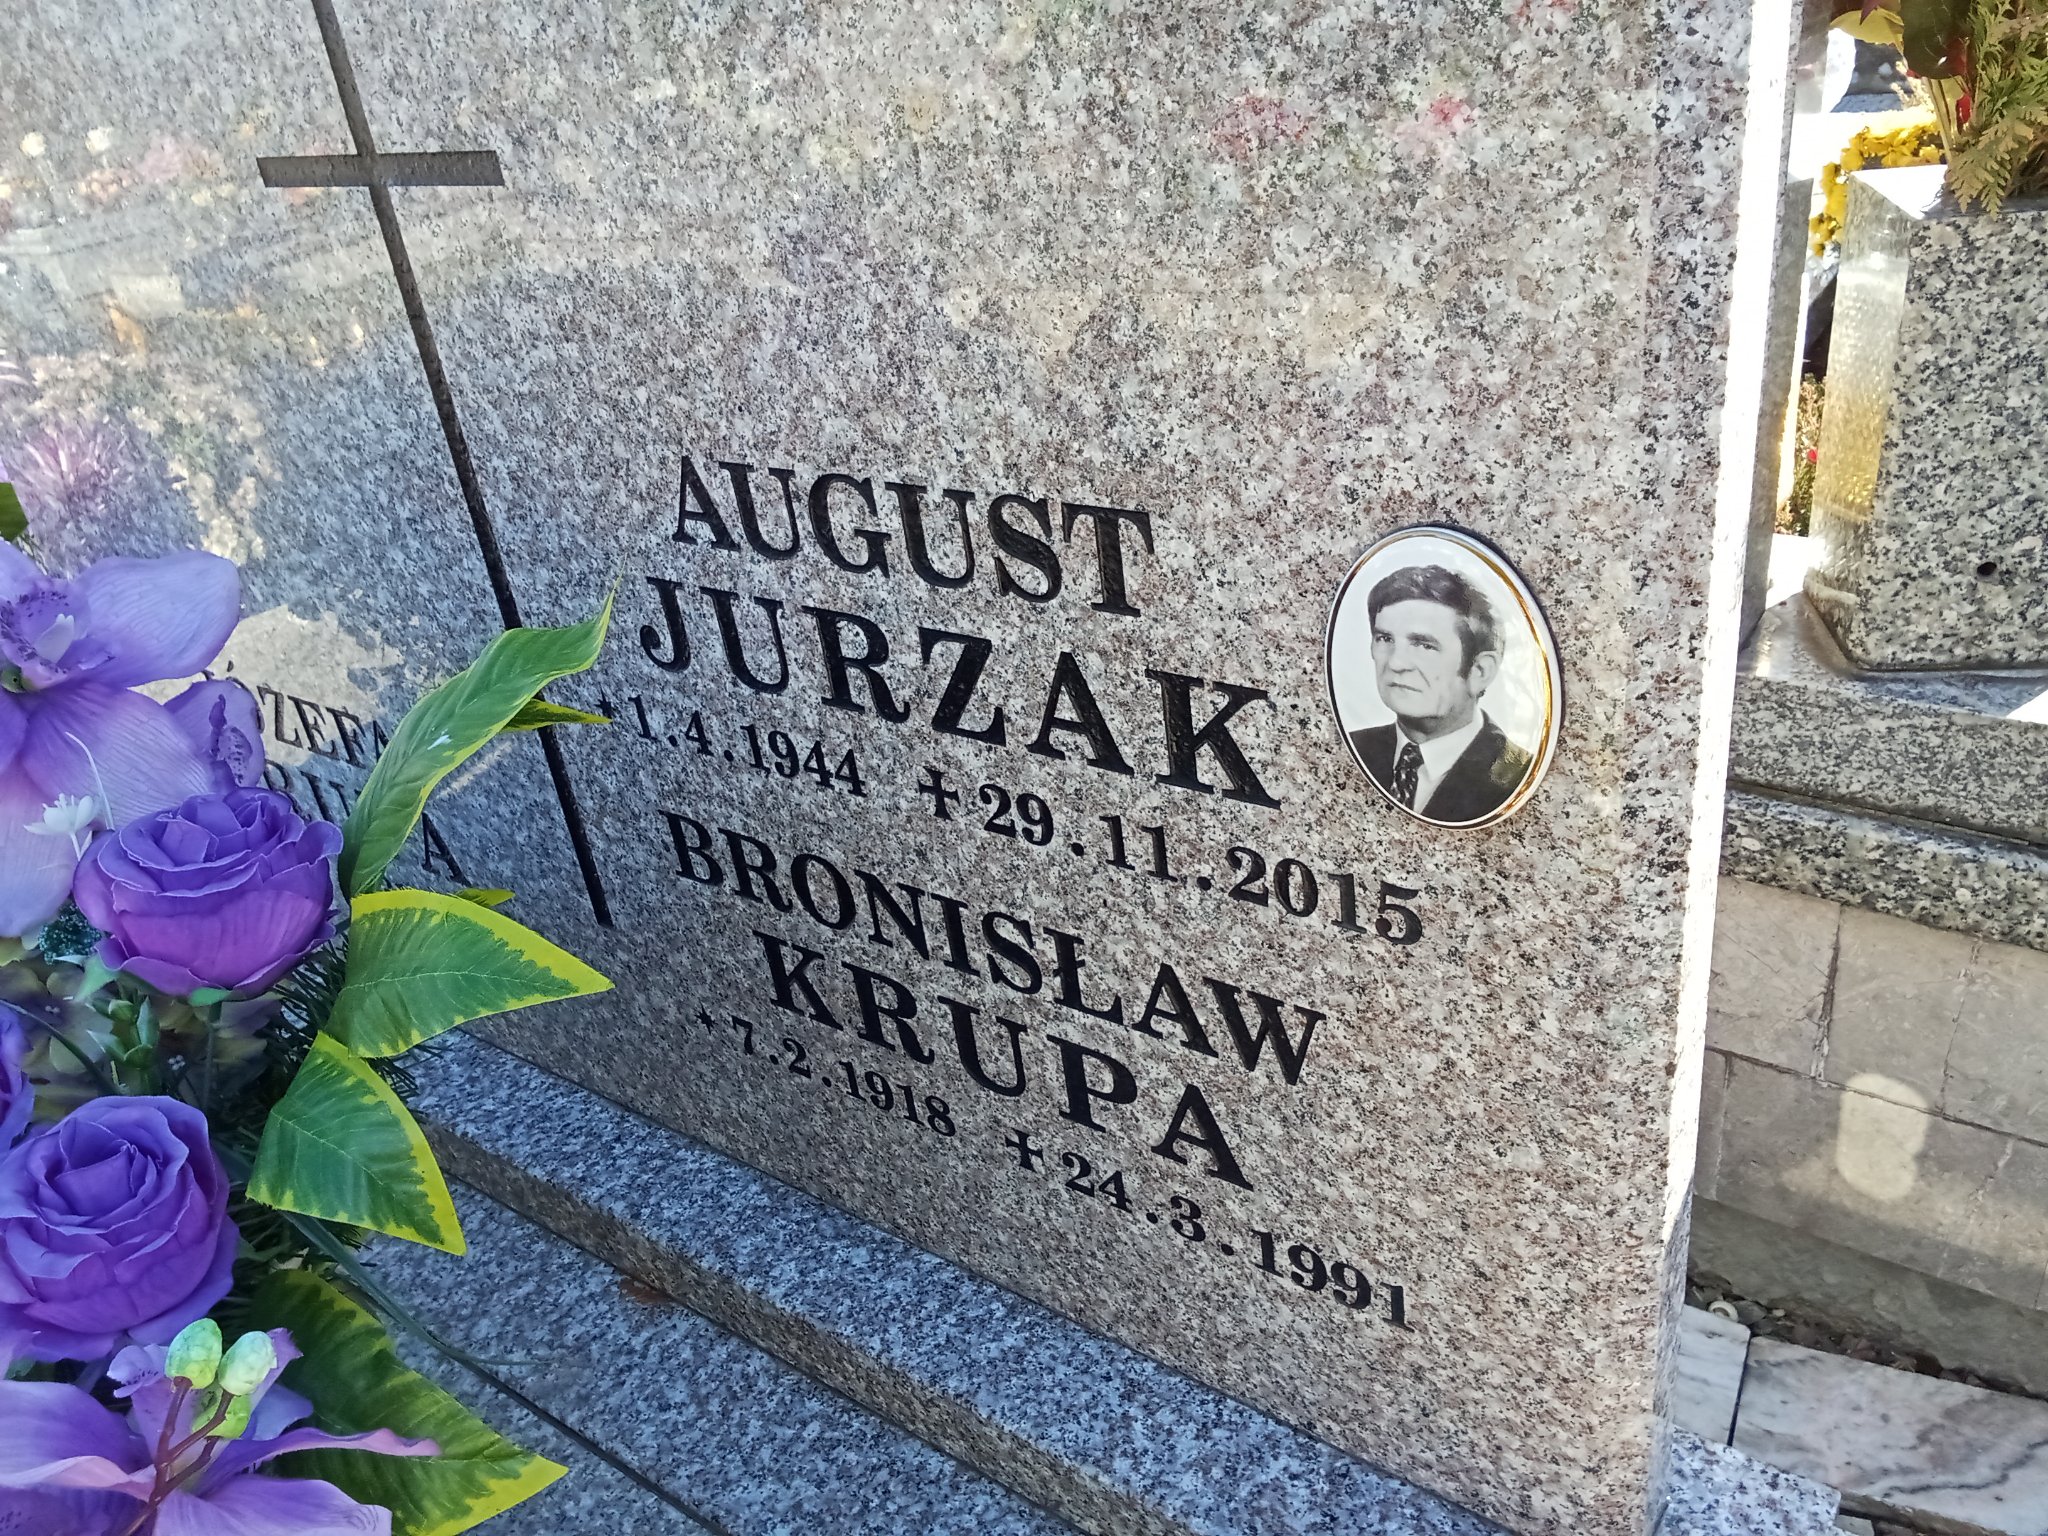 AUGUST
JURZAK
* 1.4.1944 + 29.11.2015
BRONISŁAW
KRUPA
* 7.2.1918 + 24.3.1991